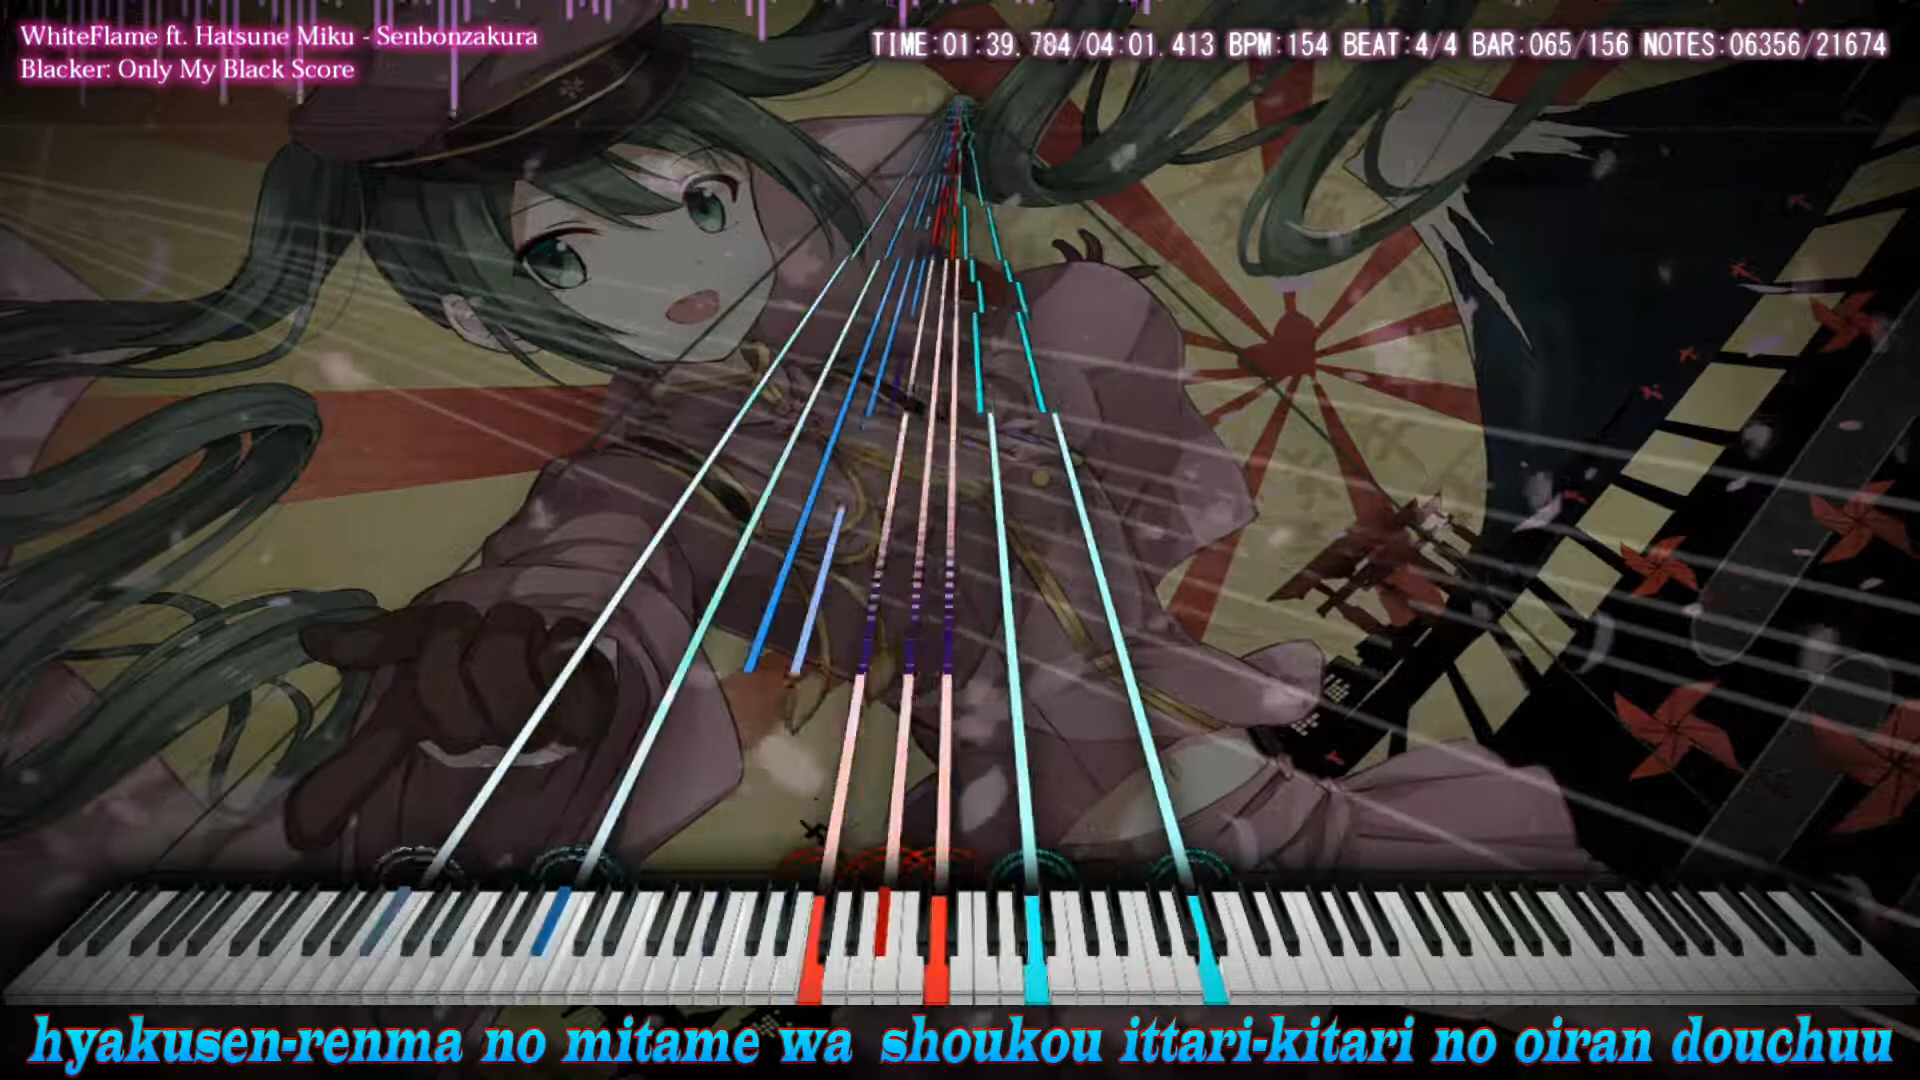 WhiteFlame ft. Hatsune Miku - Senbonzakura
Blacker: Only My Black Score
TIME:01:39.784/04:01.413 BPM:154 BEAT:4/4 BAR:065/156 NOTES:06356/21674
hyakusen-renma no mitame wa shoukou ittari-kitari no oiran douchuu